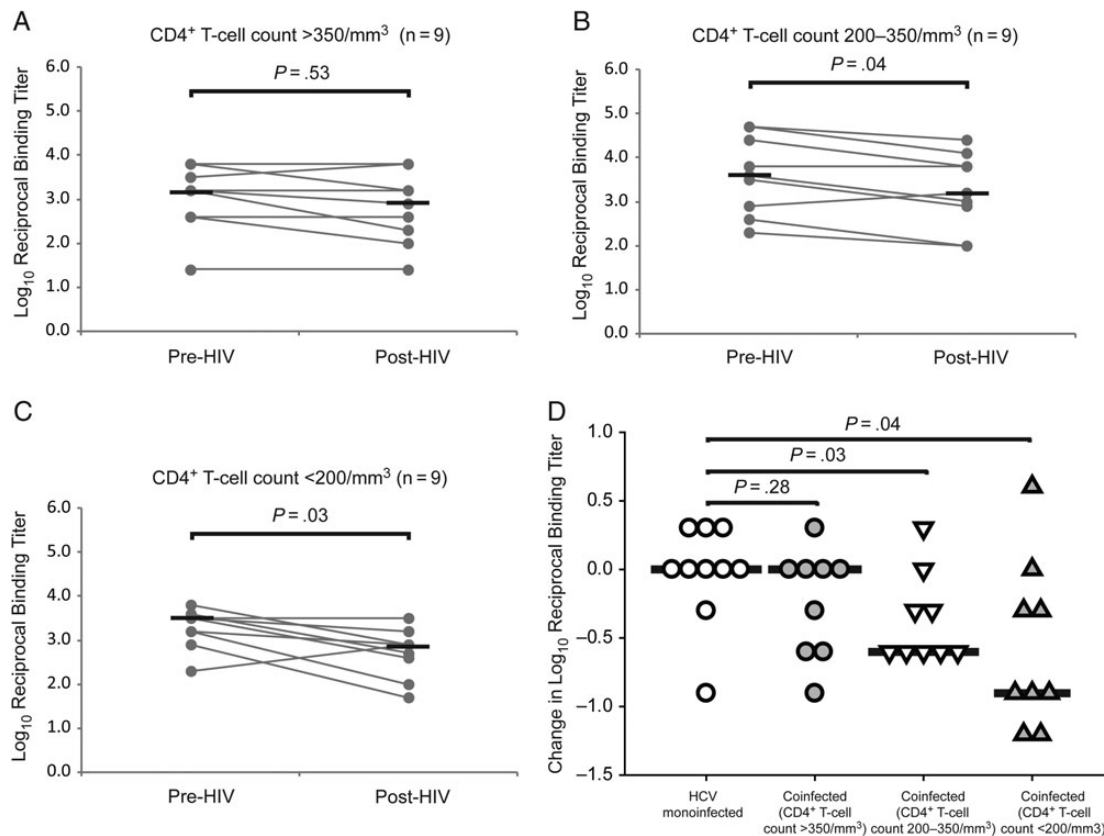 A
CD4⁺ T-cell count >350/mm³ (n = 9)
P = .53
Log₁₀ Reciprocal Binding Titer
6.0
5.0
4.0
3.0
2.0
1.0
0.0
Pre-HIV
Post-HIV
B
CD4⁺ T-cell count 200–350/mm³ (n = 9)
P = .04
Log₁₀ Reciprocal Binding Titer
6.0
5.0
4.0
3.0
2.0
1.0
0.0
Pre-HIV
Post-HIV
C
CD4⁺ T-cell count <200/mm³ (n = 9)
P = .03
Log₁₀ Reciprocal Binding Titer
6.0
5.0
4.0
3.0
2.0
1.0
0.0
Pre-HIV
Post-HIV
D
P = .04
P = .03
P = .28
Change in Log₁₀ Reciprocal Binding Titer
1.0
0.5
0.0
−0.5
−1.0
−1.5
HCV
monoinfected
Coinfected
(CD4⁺ T-cell
count >350/mm³)
Coinfected
(CD4⁺ T-cell
count 200–350/mm³)
Coinfected
(CD4⁺ T-cell
count <200/mm3)